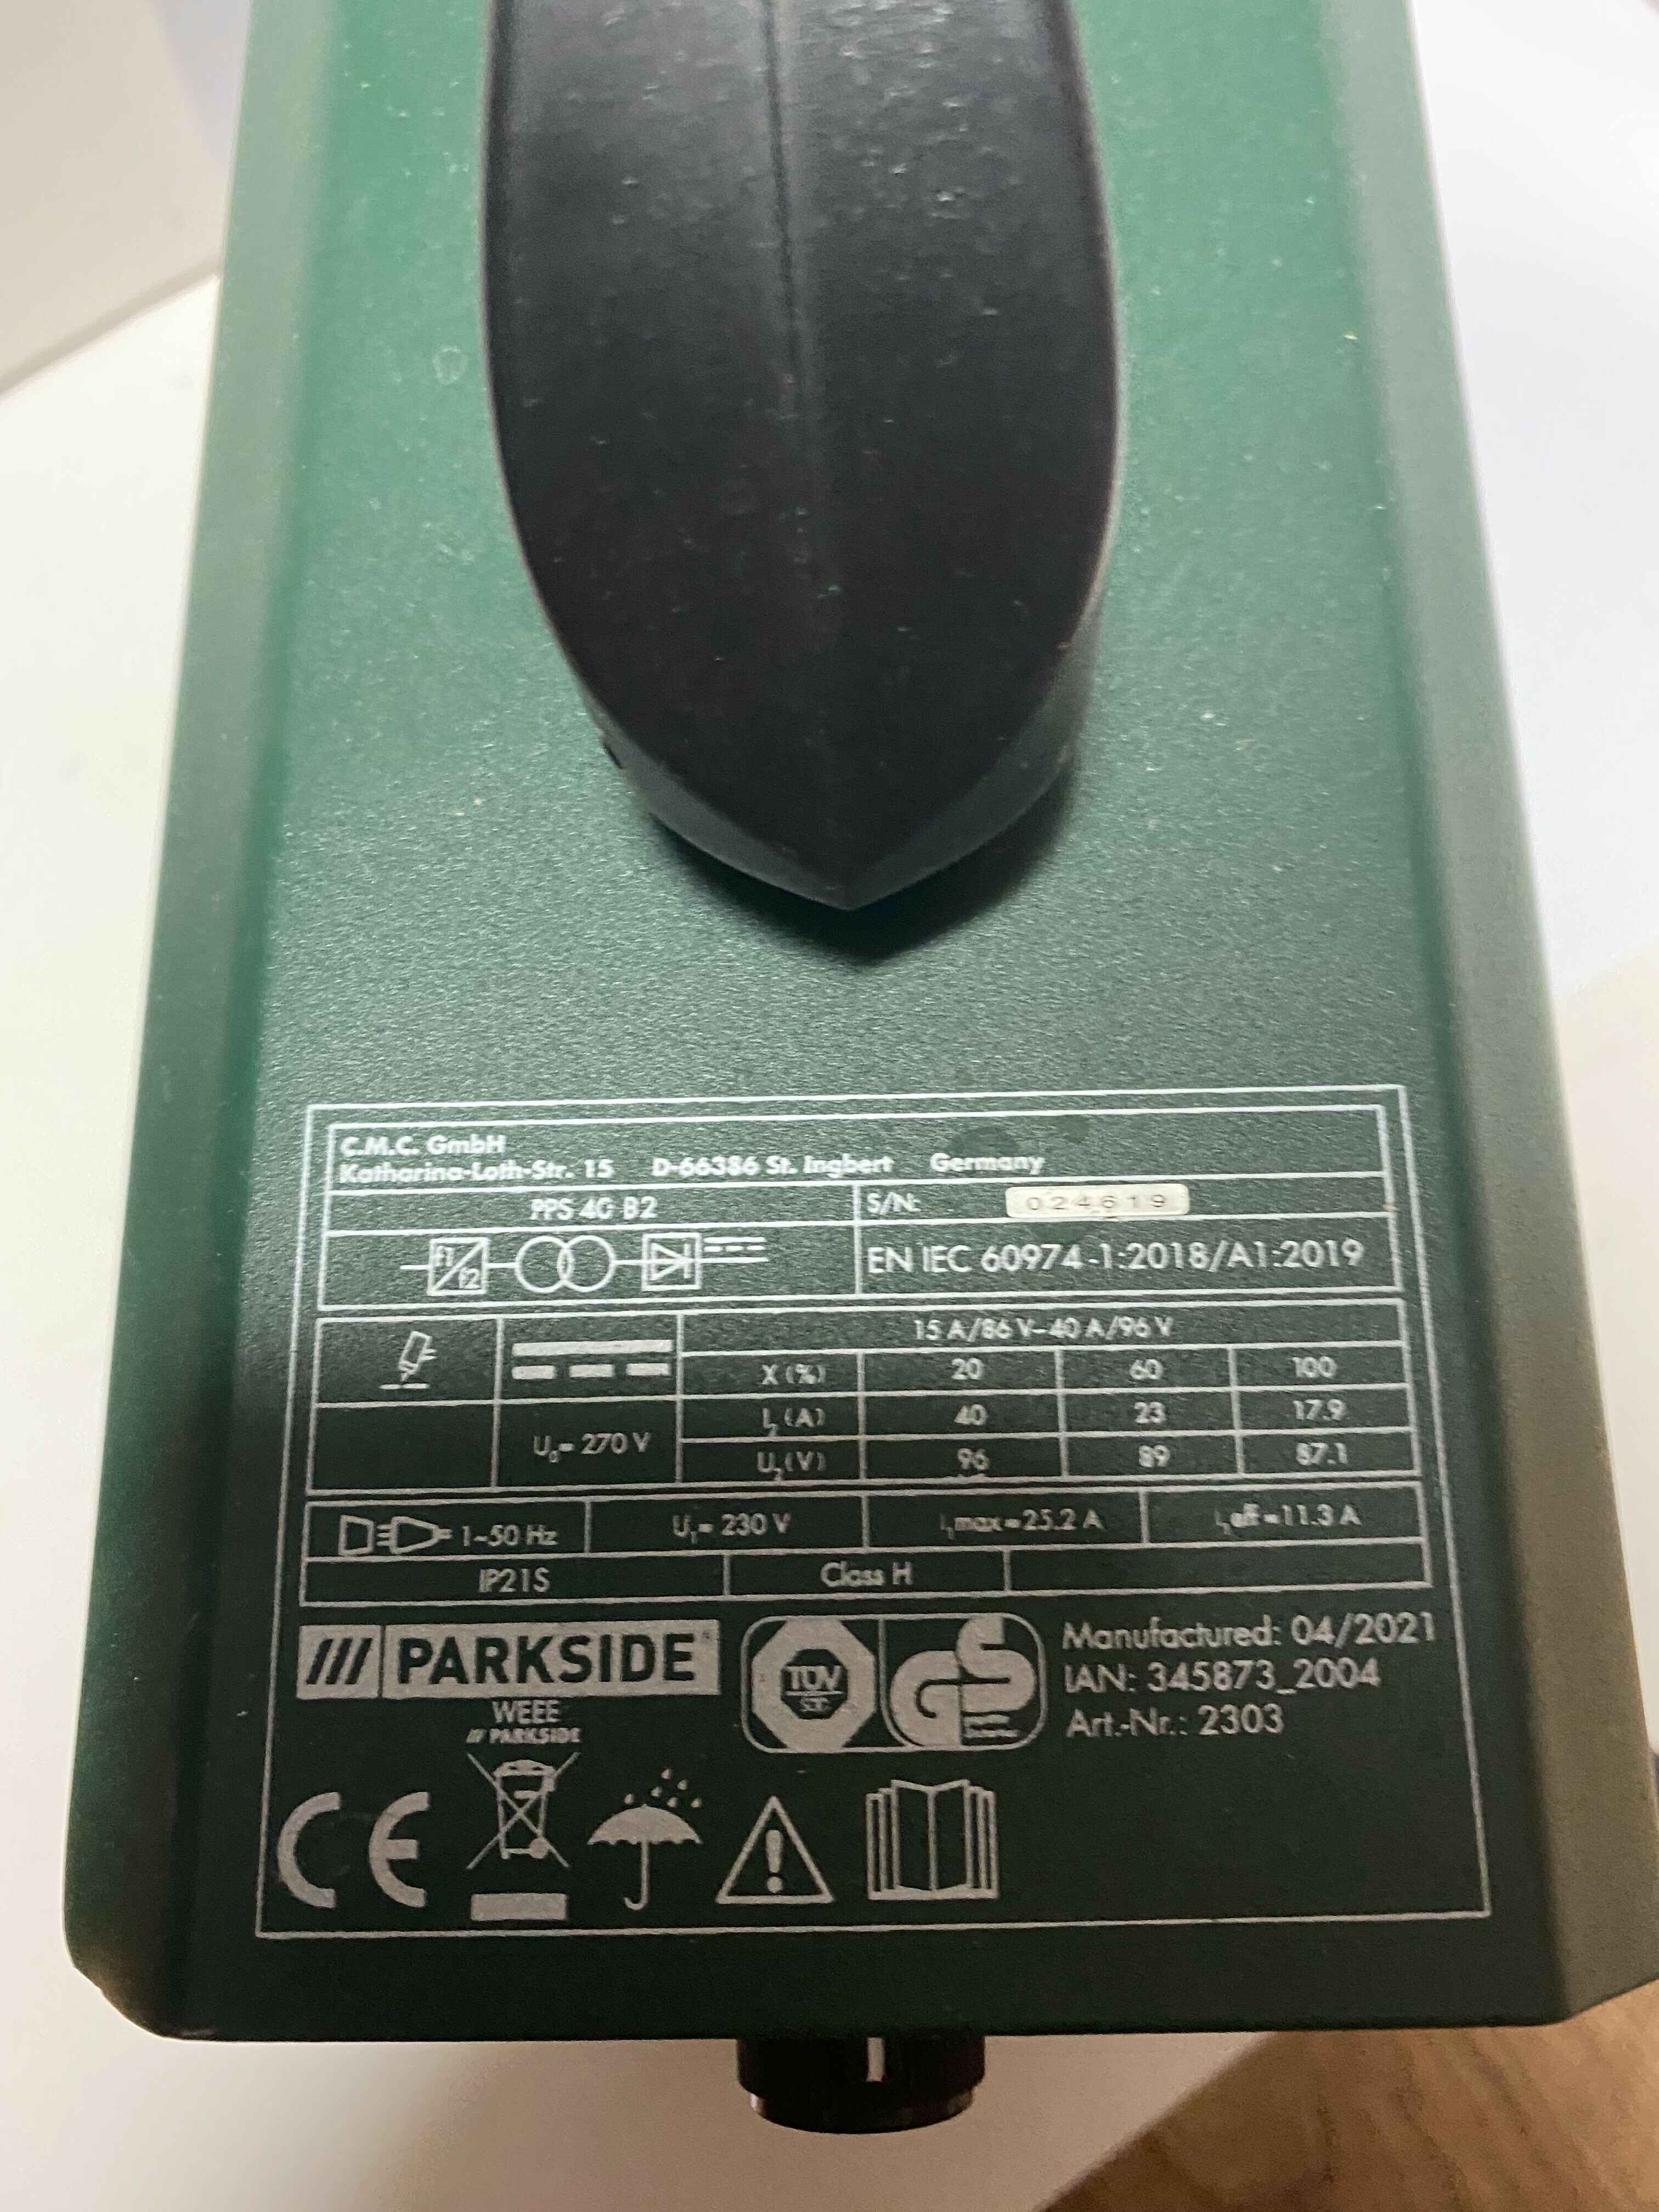 C.M.C. GmbH
Katharina-Loth-Str. 15 D-66386 St. Ingbert Germany
PPS 40 B2 S/N: 024619
f1 f2 EN IEC 60974-1:2018/A1:2019
15 A/86 V–40 A/96 V
X (%) 20 60 100
I2 (A) 40 23 17.9
U0= 270 V
U2 (V) 96 89 87.1
1~50 Hz U1= 230 V I1max=25.2 A I1eff=11.3 A
IP21S Class H
/// PARKSIDE®
TÜV SÜD GS
Manufactured: 04/2021
IAN: 345873_2004
Art.-Nr.: 2303
WEEE
/// PARKSIDE
CE